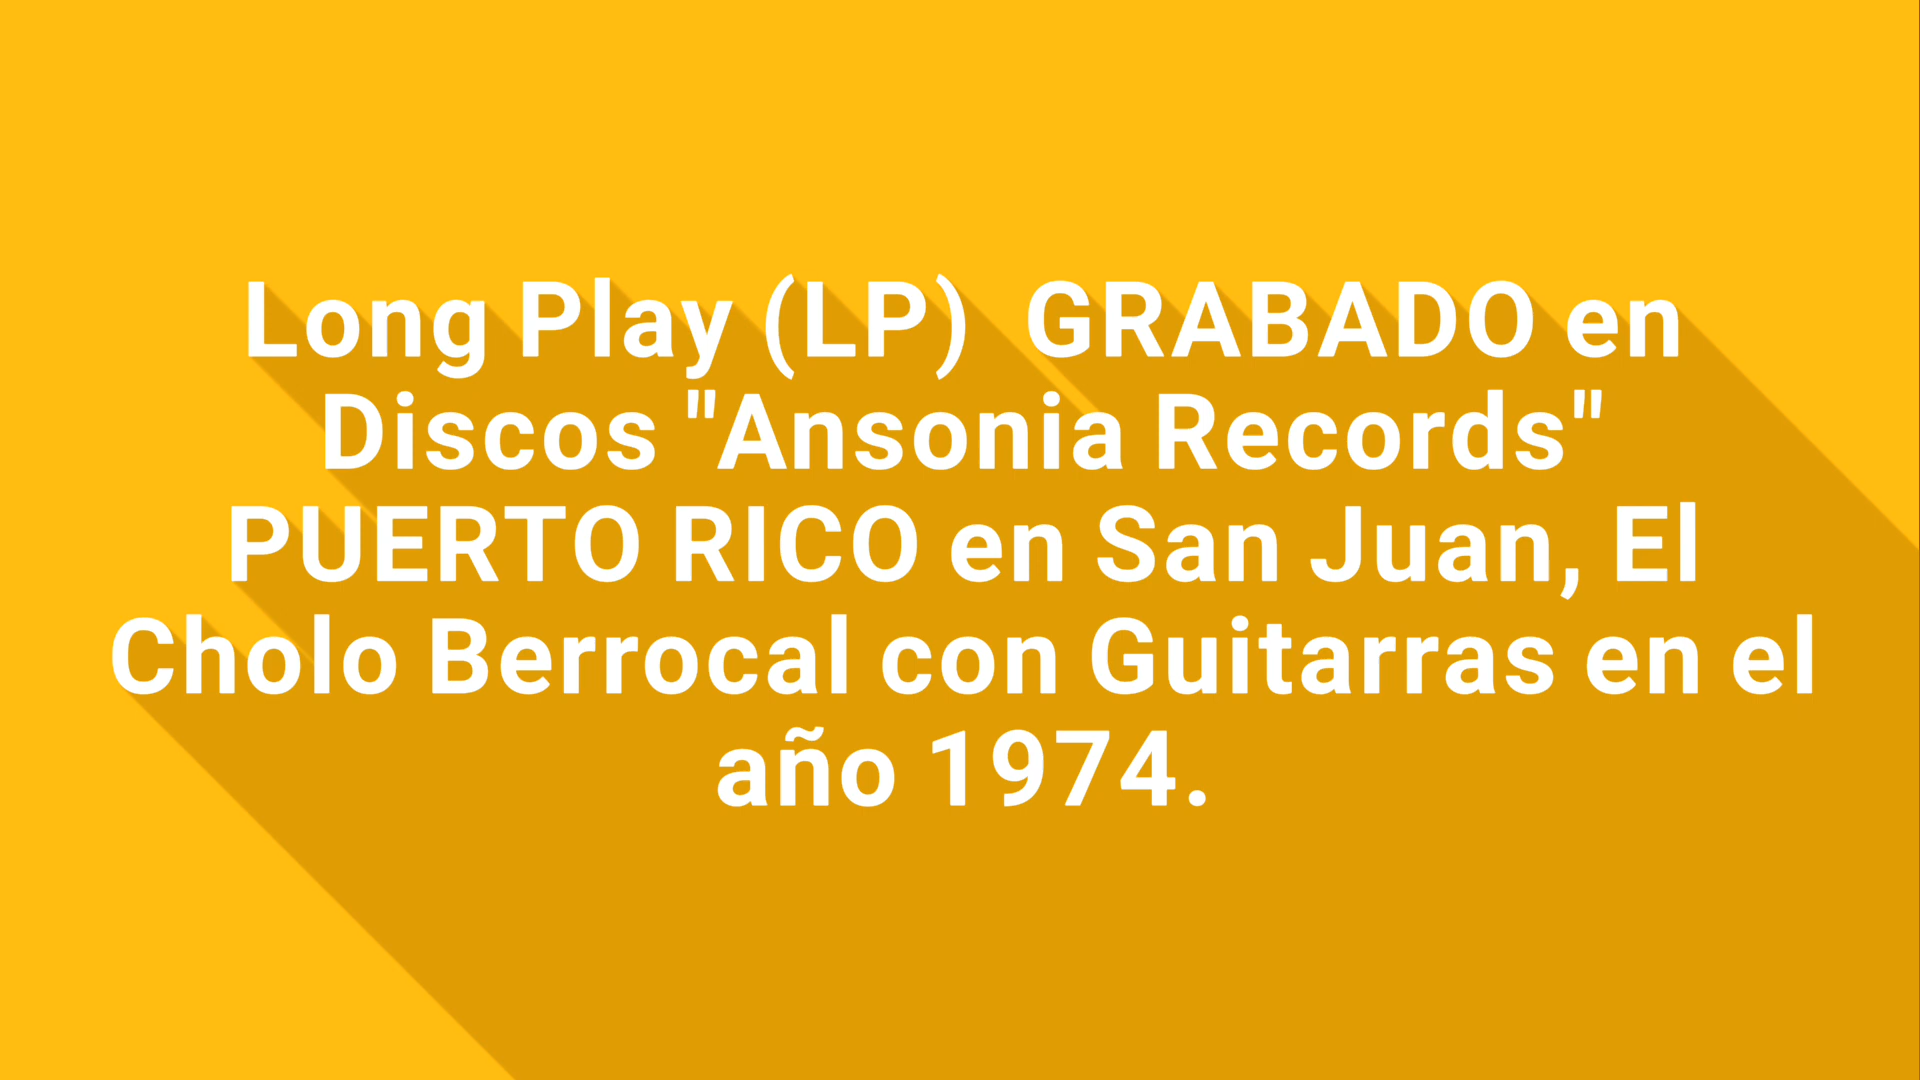 Long Play (LP)  GRABADO en
Discos "Ansonia Records"
PUERTO RICO en San Juan, El
Cholo Berrocal con Guitarras en el
año 1974.